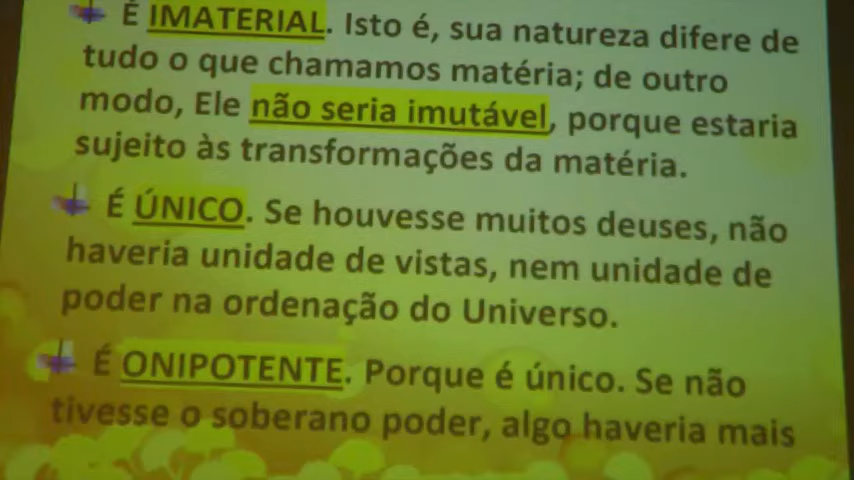 É IMATERIAL. Isto é, sua natureza difere de
tudo o que chamamos matéria; de outro
modo, Ele não seria imutável, porque estaria
sujeito às transformações da matéria.
É ÚNICO. Se houvesse muitos deuses, não
haveria unidade de vistas, nem unidade de
poder na ordenação do Universo.
É ONIPOTENTE. Porque é único. Se não
tivesse o soberano poder, algo haveria mais